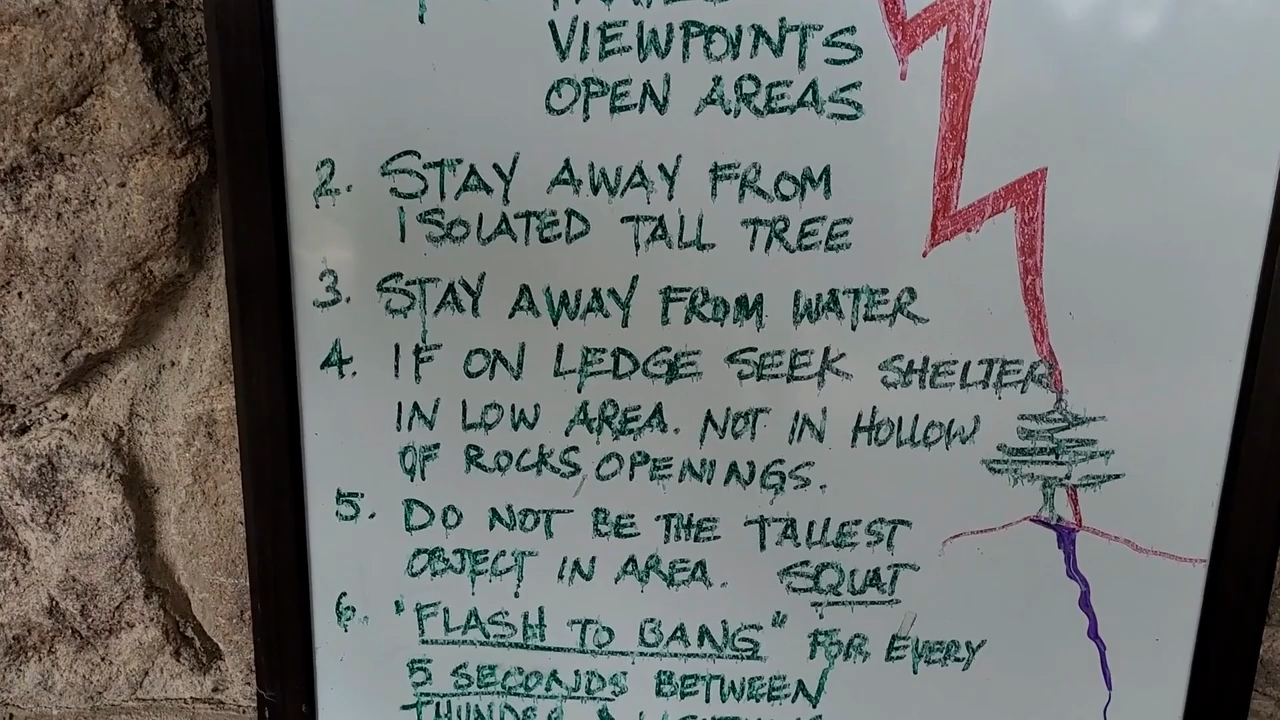 VIEWPOINTS
OPEN AREAS
2. STAY AWAY FROM
ISOLATED TALL TREE
3. STAY AWAY FROM WATER
4. IF ON LEDGE SEEK SHELTER
IN LOW AREA. NOT IN HOLLOW
OF ROCKS, OPENINGS.
5. DO NOT BE THE TALLEST
OBJECT IN AREA. SQUAT
6. "FLASH TO BANG" FOR EVERY
5 SECONDS BETWEEN